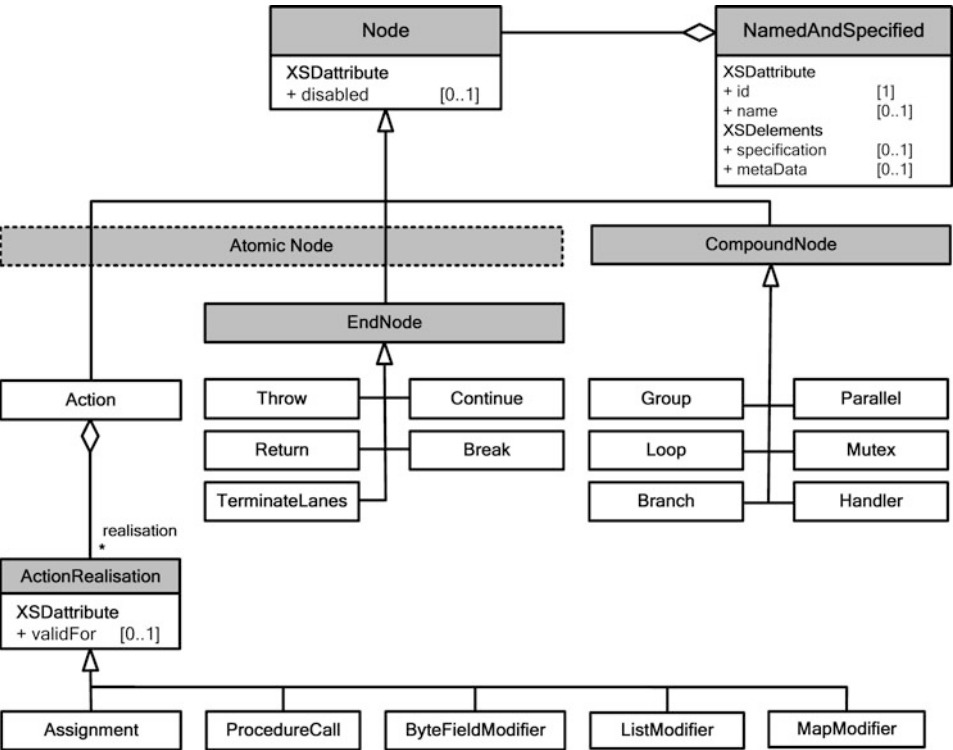 Node
XSDattribute
+ disabled [0..1]
NamedAndSpecified
XSDattribute
+ id [1]
+ name [0..1]
XSDelements
+ specification [0..1]
+ metaData [0..1]
Atomic Node
CompoundNode
EndNode
Action
Throw
Continue
Return
Break
TerminateLanes
Group
Parallel
Loop
Mutex
Branch
Handler
realisation
*
ActionRealisation
XSDattribute
+ validFor [0..1]
Assignment
ProcedureCall
ByteFieldModifier
ListModifier
MapModifier